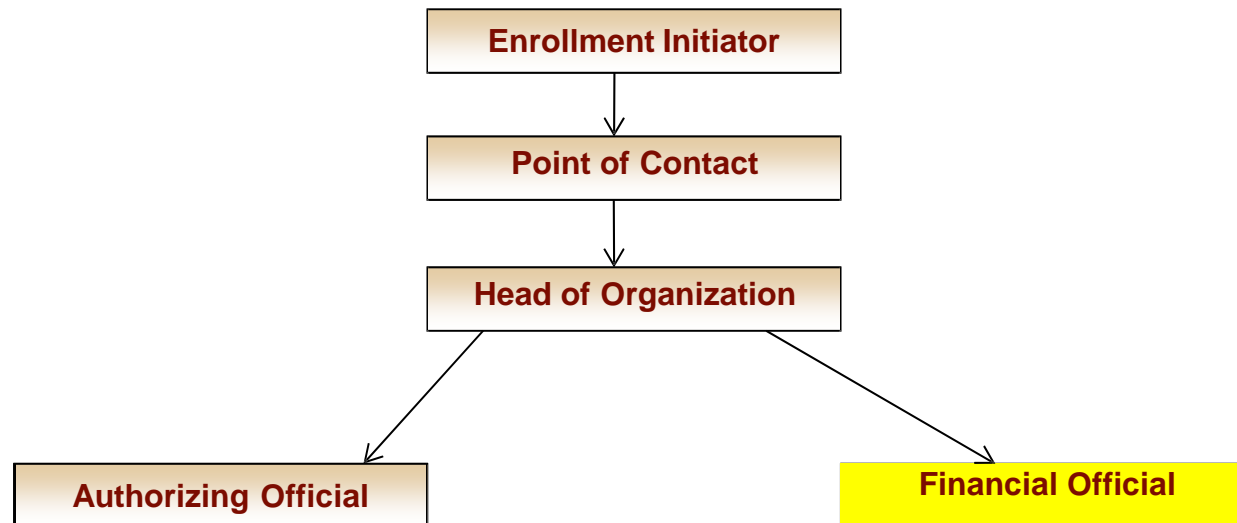 Enrollment Initiator
Point of Contact
Head of Organization
Authorizing Official
Financial Official